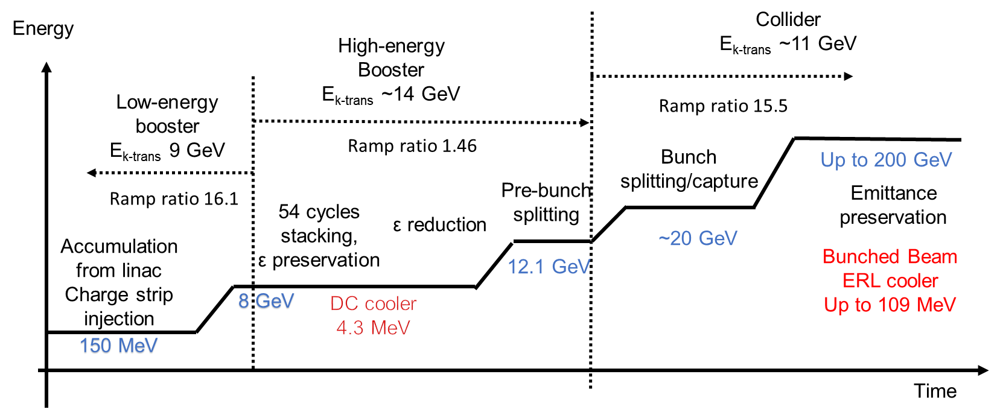 Energy
Low-energy
booster
Ek-trans 9 GeV
Ramp ratio 16.1
Accumulation
from linac
Charge strip
injection
150 MeV
High-energy
Booster
Ek-trans ~14 GeV
Ramp ratio 1.46
54 cycles
stacking,
ε preservation
ε reduction
8 GeV
DC cooler
4.3 MeV
Pre-bunch
splitting
12.1 GeV
Collider
Ek-trans ~11 GeV
Ramp ratio 15.5
Bunch
splitting/capture
~20 GeV
Up to 200 GeV
Emittance
preservation
Bunched Beam
ERL cooler
Up to 109 MeV
Time